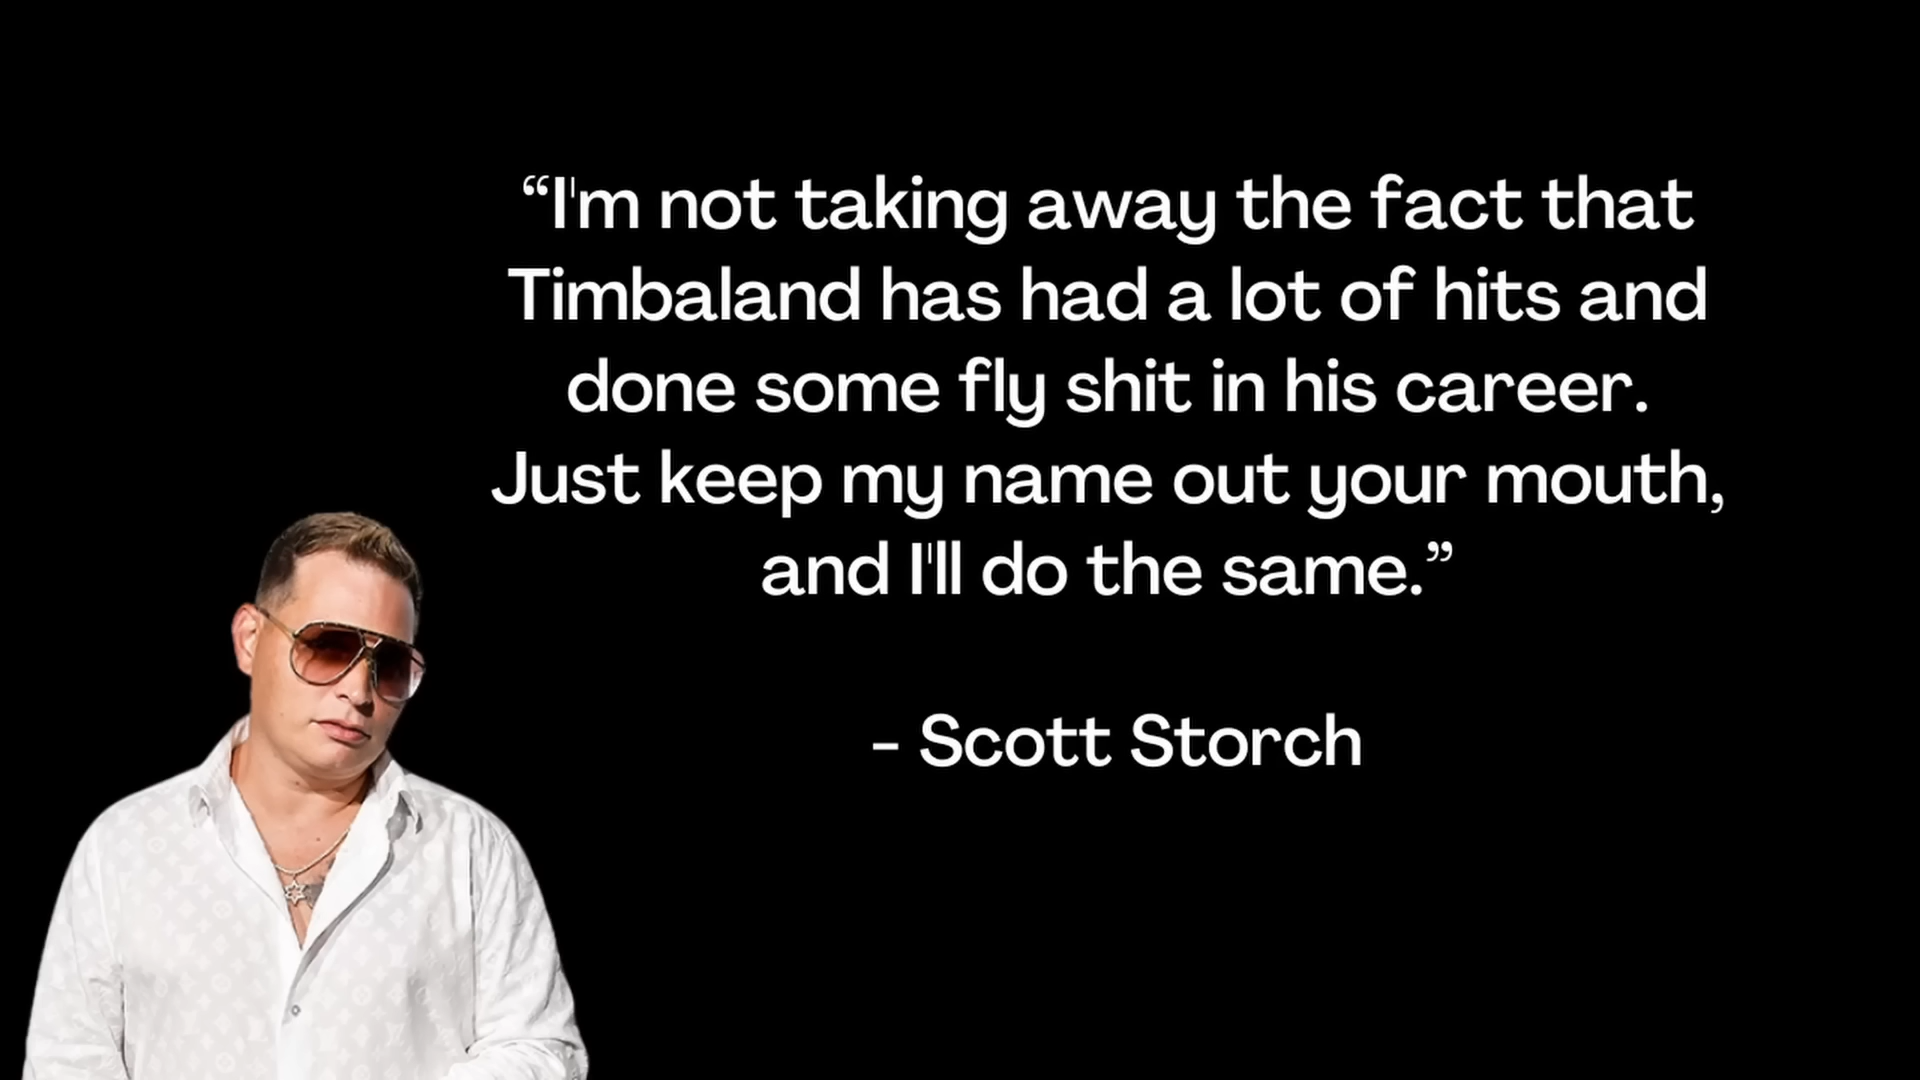 “I'm not taking away the fact that
Timbaland has had a lot of hits and
done some fly shit in his career.
Just keep my name out your mouth,
and I'll do the same.”
- Scott Storch